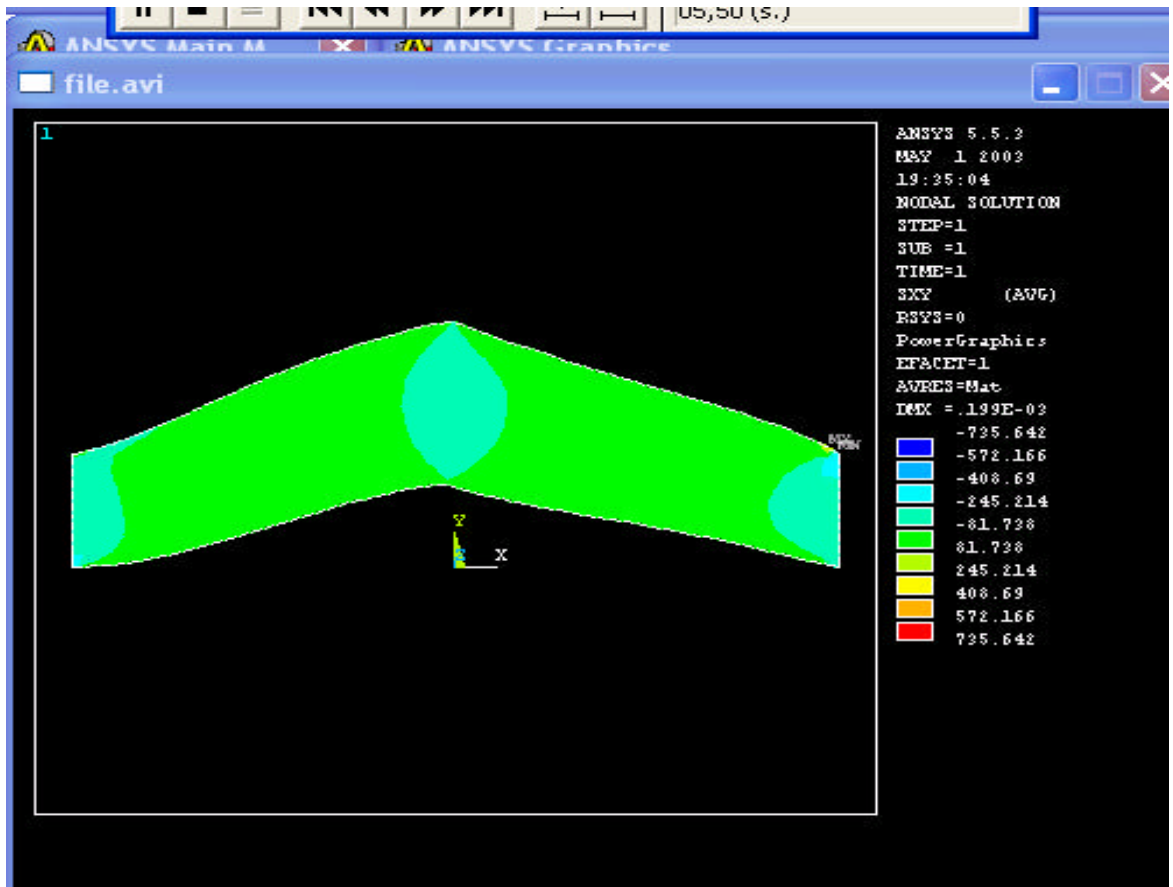 05,50 (s.)
ANSYS Main M
ANSYS Graphics
file.avi
1
ANSYS 5.5.3
MAY 1 2003
19:35:04
NODAL SOLUTION
STEP=1
SUB =1
TIME=1
SXY (AVG)
RSYS=0
PowerGraphics
EFACET=1
AVRES=Mat
DMX =.199E-03
-735.642
-572.166
-408.69
-245.214
-81.738
81.738
245.214
408.69
572.166
735.642
MN
Y
X